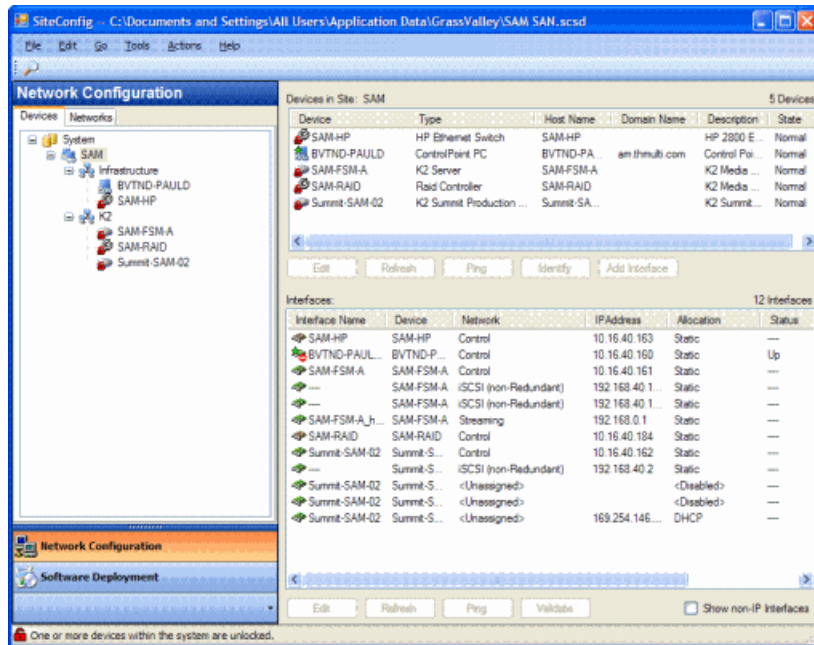 SiteConfig -- C:\Documents and Settings\All Users\Application Data\GrassValley\SAM SAN.scsd
File Edit Go Tools Actions Help
Network Configuration
Devices Networks
System
SAM
Infrastructure
BVTND-PAULD
SAM-HP
K2
SAM-FSM-A
SAM-RAID
Summit-SAM-02
Network Configuration
Software Deployment
Devices in Site: SAM 5 Devices
Device Type Host Name Domain Name Description State
SAM-HP HP Ethernet Switch SAM-HP HP 2800 E... Normal
BVTND-PAULD ControlPoint PC BVTND-PA... am.thmulti.com Control Poi... Normal
SAM-FSM-A K2 Server SAM-FSM-A K2 Media ... Normal
SAM-RAID Raid Controller SAM-RAID K2 Media ... Normal
Summit-SAM-02 K2 Summit Production ... Summit-SA... K2 Summit... Normal
Edit Refresh Ping Identify Add Interface
Interfaces: 12 Interfaces
Interface Name Device Network IPAddress Allocation Status
SAM-HP SAM-HP Control 10.16.40.163 Static ---
BVTND-PAUL... BVTND-P... Control 10.16.40.160 Static Up
SAM-FSM-A SAM-FSM-A Control 10.16.40.161 Static ---
--- SAM-FSM-A iSCSI (non-Redundant) 192.168.40.1... Static ---
--- SAM-FSM-A iSCSI (non-Redundant) 192.168.40.1... Static ---
SAM-FSM-A_h... SAM-FSM-A Streaming 192.168.0.1 Static ---
SAM-RAID SAM-RAID Control 10.16.40.184 Static ---
Summit-SAM-02 Summit-S... Control 10.16.40.162 Static ---
--- Summit-S... iSCSI (non-Redundant) 192.168.40.2 Static ---
Summit-SAM-02 Summit-S... <Unassigned> <Disabled> ---
Summit-SAM-02 Summit-S... <Unassigned> <Disabled> ---
Summit-SAM-02 Summit-S... <Unassigned> 169.254.146.... DHCP ---
Edit Refresh Ping Validate Show non-IP Interfaces
One or more devices within the system are unlocked.